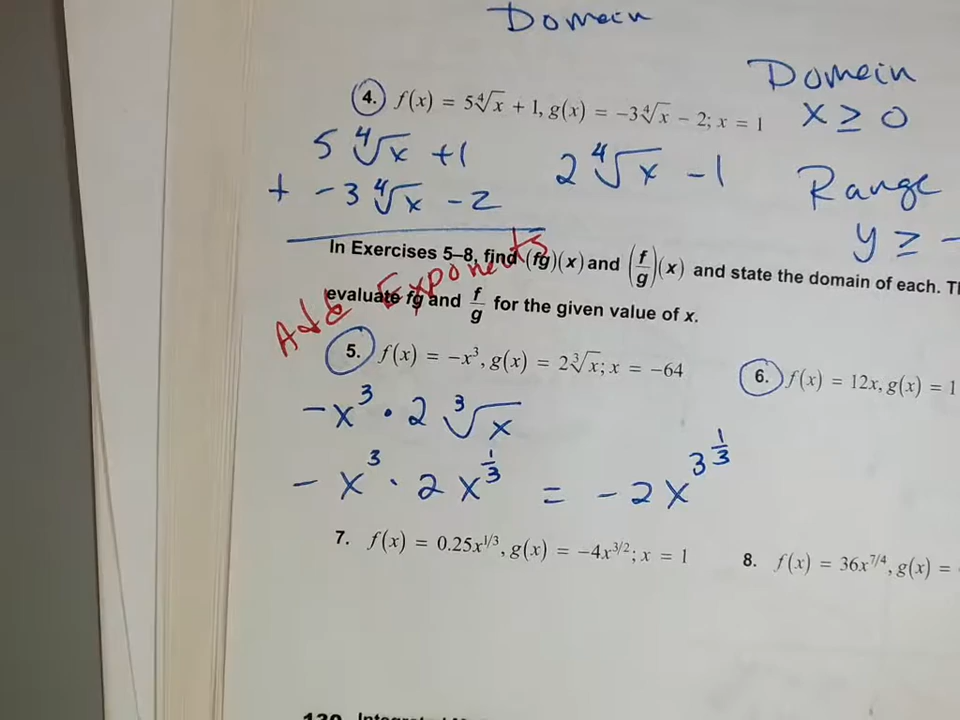 Domain
Domain
4. f(x) = 5∜x + 1, g(x) = −3∜x − 2; x = 1
x ≥ 0
5 ∜x +1
+ -3 ∜x -2
2 ∜x -1
Range
y ≥ -
In Exercises 5–8, find (fg)(x) and (f/g)(x) and state the domain of each. T
evaluate fg and f/g for the given value of x.
Add Exponents
5. f(x) = −x³, g(x) = 2∛x; x = −64
6. f(x) = 12x, g(x) = 1
-x³ · 2 ∛x
- x³ · 2x^{1/3} = -2x^{3 1/3}
7. f(x) = 0.25x^{1/3}, g(x) = −4x^{3/2}; x = 1
8. f(x) = 36x^{7/4}, g(x) =